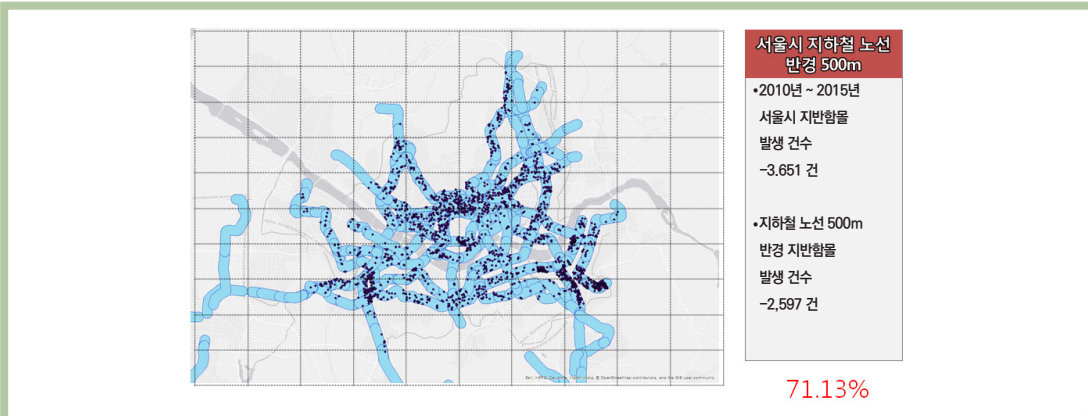 서울시 지하철 노선
반경 500m
•2010년 ~ 2015년
서울시 지반함몰
발생 건수
-3.651 건
•지하철 노선 500m
반경 지반함몰
발생 건수
-2,597 건
71.13%